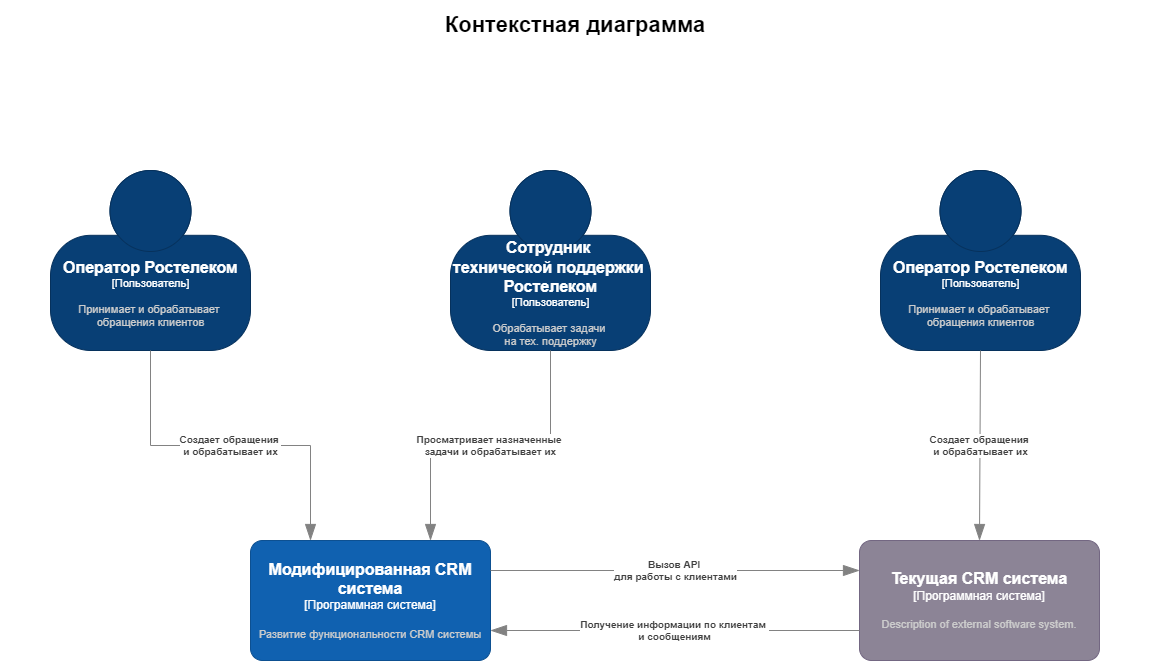 Контекстная диаграмма
Оператор Ростелеком
[Пользователь]
Принимает и обрабатывает
обращения клиентов
Сотрудник
технической поддержки
Ростелеком
[Пользователь]
Обрабатывает задачи
на тех. поддержку
Оператор Ростелеком
[Пользователь]
Принимает и обрабатывает
обращения клиентов
Создает обращения
и обрабатывает их
Просматривает назначенные
задачи и обрабатывает их
Создает обращения
и обрабатывает их
Модифицированная CRM
система
[Программная система]
Развитие функциональности CRM системы
Вызов API
для работы с клиентами
Получение информации по клиентам
и сообщениям
Текущая CRM система
[Программная система]
Description of external software system.